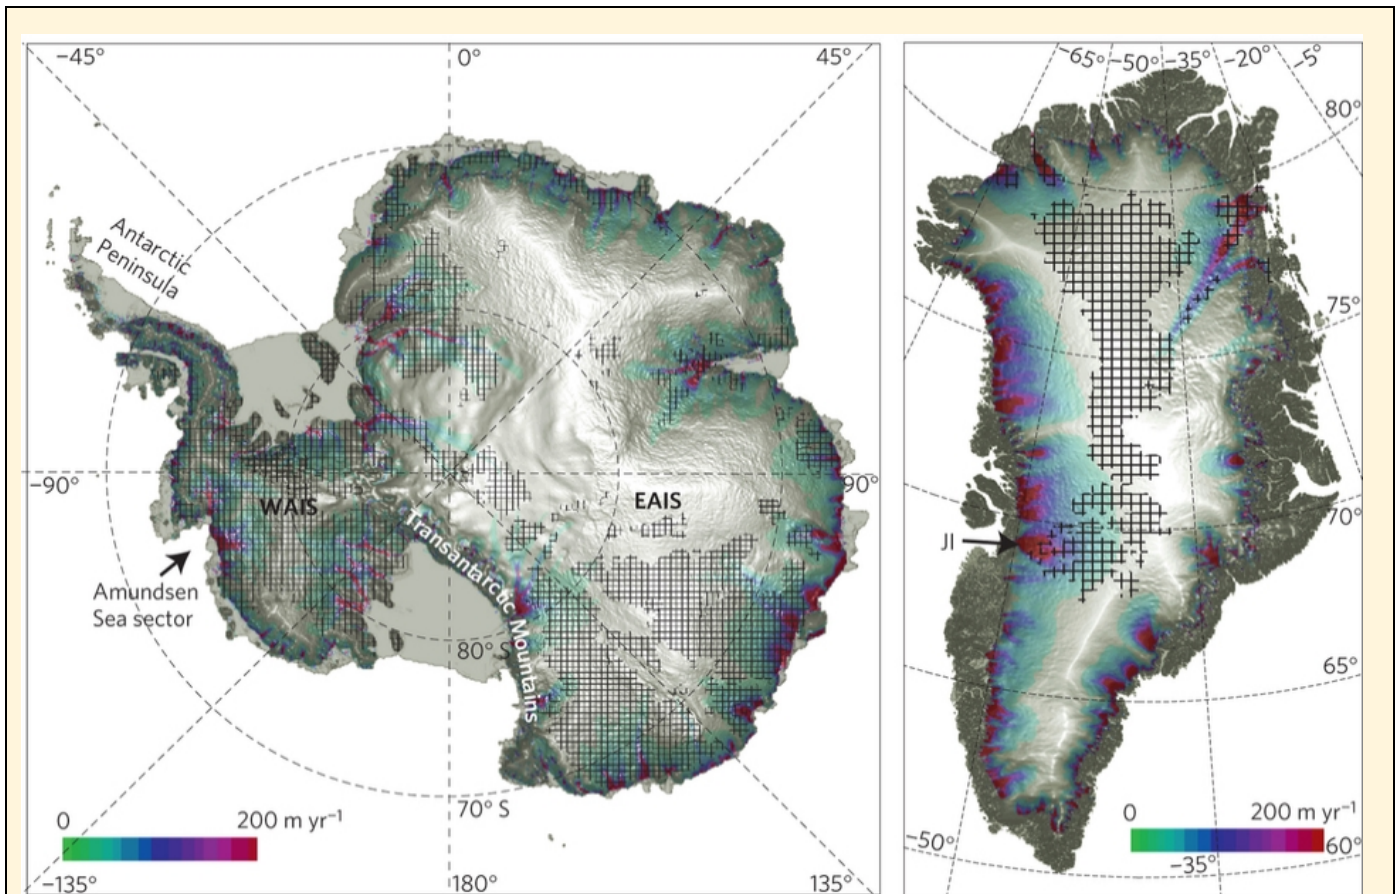 −45°
0°
45°
Antarctic
Peninsula
−90°
WAIS
EAIS
90°
Transantarctic Mountains
Amundsen
Sea sector
80° S
70° S
0
200 m yr⁻¹
−135°
180°
135°
−65°
−50°
−35°
−20°
−5°
80°
75°
70°
JI
65°
0
200 m yr⁻¹
60°
−50°
−35°